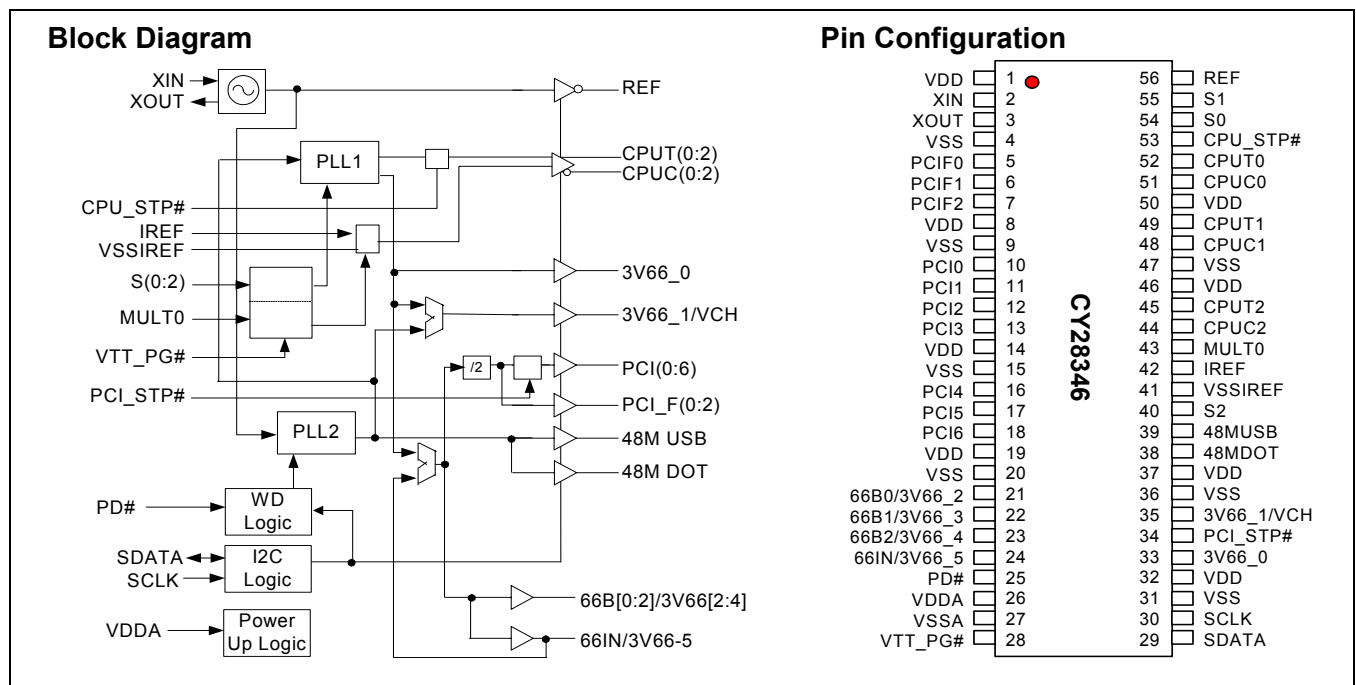 Block Diagram
XIN
XOUT
REF
PLL1
CPUT(0:2)
CPUC(0:2)
CPU_STP#
IREF
VSSIREF
S(0:2)
3V66_0
MULT0
3V66_1/VCH
VTT_PG#
/2
PCI(0:6)
PCI_STP#
PCI_F(0:2)
PLL2
48M USB
48M DOT
PD#
WD
Logic
SDATA
SCLK
I2C
Logic
66B[0:2]/3V66[2:4]
VDDA
Power
Up Logic
66IN/3V66-5
Pin Configuration
VDD 1 56 REF
XIN 2 55 S1
XOUT 3 54 S0
VSS 4 53 CPU_STP#
PCIF0 5 52 CPUT0
PCIF1 6 51 CPUC0
PCIF2 7 50 VDD
VDD 8 49 CPUT1
VSS 9 48 CPUC1
PCI0 10 47 VSS
PCI1 11 46 VDD
PCI2 12 45 CPUT2
PCI3 13 44 CPUC2
VDD 14 43 MULT0
VSS 15 42 IREF
PCI4 16 41 VSSIREF
PCI5 17 40 S2
PCI6 18 39 48MUSB
VDD 19 38 48MDOT
VSS 20 37 VDD
66B0/3V66_2 21 36 VSS
66B1/3V66_3 22 35 3V66_1/VCH
66B2/3V66_4 23 34 PCI_STP#
66IN/3V66_5 24 33 3V66_0
PD# 25 32 VDD
VDDA 26 31 VSS
VSSA 27 30 SCLK
VTT_PG# 28 29 SDATA
CY28346